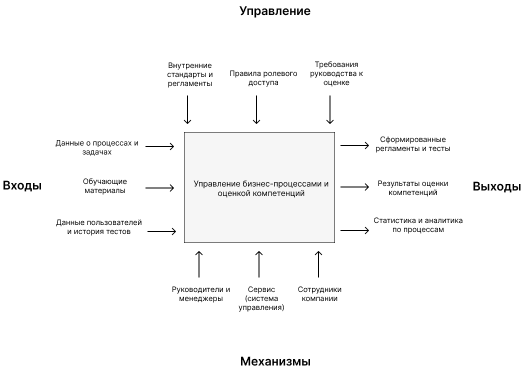 Управление
Внутренние
стандарты и
регламенты
Правила ролевого
доступа
Требования
руководства к
оценке
Данные о процессах и
задачах
Обучающие
материалы
Данные пользователей
и история тестов
Входы
Управление бизнес-процессами и
оценкой компетенций
Сформированные
регламенты и тесты
Результаты оценки
компетенций
Статистика и аналитика
по процессам
Выходы
Руководители и
менеджеры
Сервис
(система
управления)
Сотрудники
компании
Механизмы